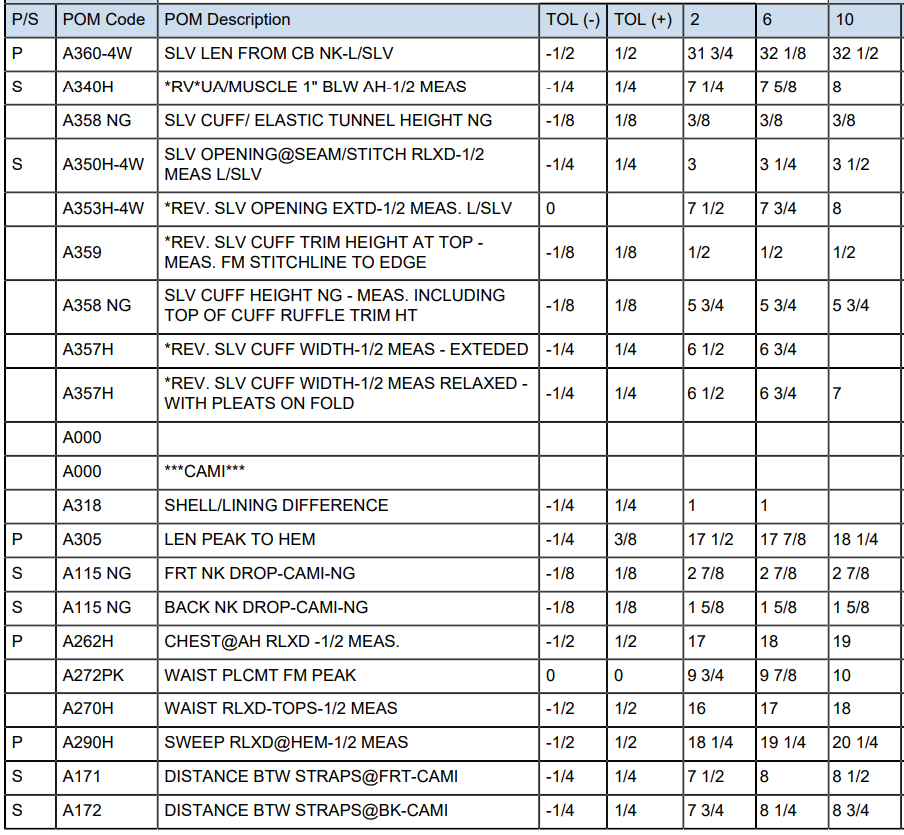 P/S POM Code POM Description TOL (-) TOL (+) 2 6 10
P A360-4W SLV LEN FROM CB NK-L/SLV -1/2 1/2 31 3/4 32 1/8 32 1/2
S A340H *RV*UA/MUSCLE 1" BLW AH-1/2 MEAS -1/4 1/4 7 1/4 7 5/8 8
A358 NG SLV CUFF/ ELASTIC TUNNEL HEIGHT NG -1/8 1/8 3/8 3/8 3/8
S A350H-4W SLV OPENING@SEAM/STITCH RLXD-1/2
MEAS L/SLV -1/4 1/4 3 3 1/4 3 1/2
A353H-4W *REV. SLV OPENING EXTD-1/2 MEAS. L/SLV 0 7 1/2 7 3/4 8
A359 *REV. SLV CUFF TRIM HEIGHT AT TOP -
MEAS. FM STITCHLINE TO EDGE -1/8 1/8 1/2 1/2 1/2
A358 NG SLV CUFF HEIGHT NG - MEAS. INCLUDING
TOP OF CUFF RUFFLE TRIM HT -1/8 1/8 5 3/4 5 3/4 5 3/4
A357H *REV. SLV CUFF WIDTH-1/2 MEAS - EXTEDED -1/4 1/4 6 1/2 6 3/4
A357H *REV. SLV CUFF WIDTH-1/2 MEAS RELAXED -
WITH PLEATS ON FOLD -1/4 1/4 6 1/2 6 3/4 7
A000
A000 ***CAMI***
A318 SHELL/LINING DIFFERENCE -1/4 1/4 1 1
P A305 LEN PEAK TO HEM -1/4 3/8 17 1/2 17 7/8 18 1/4
S A115 NG FRT NK DROP-CAMI-NG -1/8 1/8 2 7/8 2 7/8 2 7/8
S A115 NG BACK NK DROP-CAMI-NG -1/8 1/8 1 5/8 1 5/8 1 5/8
P A262H CHEST@AH RLXD -1/2 MEAS. -1/2 1/2 17 18 19
A272PK WAIST PLCMT FM PEAK 0 0 9 3/4 9 7/8 10
A270H WAIST RLXD-TOPS-1/2 MEAS -1/2 1/2 16 17 18
P A290H SWEEP RLXD@HEM-1/2 MEAS -1/2 1/2 18 1/4 19 1/4 20 1/4
S A171 DISTANCE BTW STRAPS@FRT-CAMI -1/4 1/4 7 1/2 8 8 1/2
S A172 DISTANCE BTW STRAPS@BK-CAMI -1/4 1/4 7 3/4 8 1/4 8 3/4